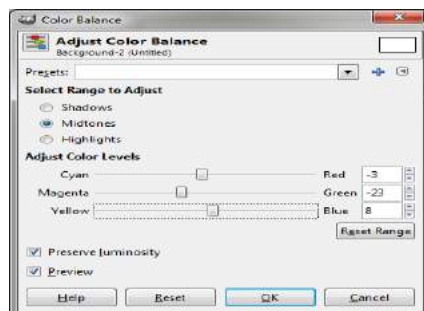 Color Balance
Adjust Color Balance
Background-2 (Untitled)
Presets:
Select Range to Adjust
Shadows
Midtones
Highlights
Adjust Color Levels
Cyan Red -3
Magenta Green -23
Yellow Blue 8
Reset Range
Preserve luminosity
Preview
Help Reset OK Cancel